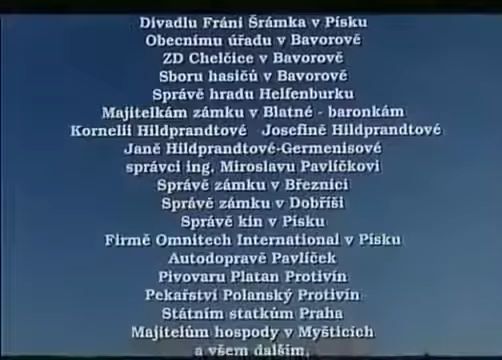 Divadlu Fráni Šrámka v Písku
Obecnímu úřadu v Bavorově
ZD Chelčice v Bavorově
Sboru hasičů v Bavorově
Správě hradu Helfenburku
Majitelkám zámku v Blatné - baronkám
Kornelii Hildprandtové Josefině Hildprandtové
Janě Hildprandtové-Germenisové
správci ing. Miroslavu Pavlíčkovi
Správě zámku v Březnici
Správě zámku v Dobříši
Správě kin v Písku
Firmě Omnitech International v Písku
Autodopravě Pavlíček
Pivovaru Platan Protivín
Pekařství Polanský Protivín
Státním statkům Praha
Majitelům hospody v Myšticích
a všem dalším,